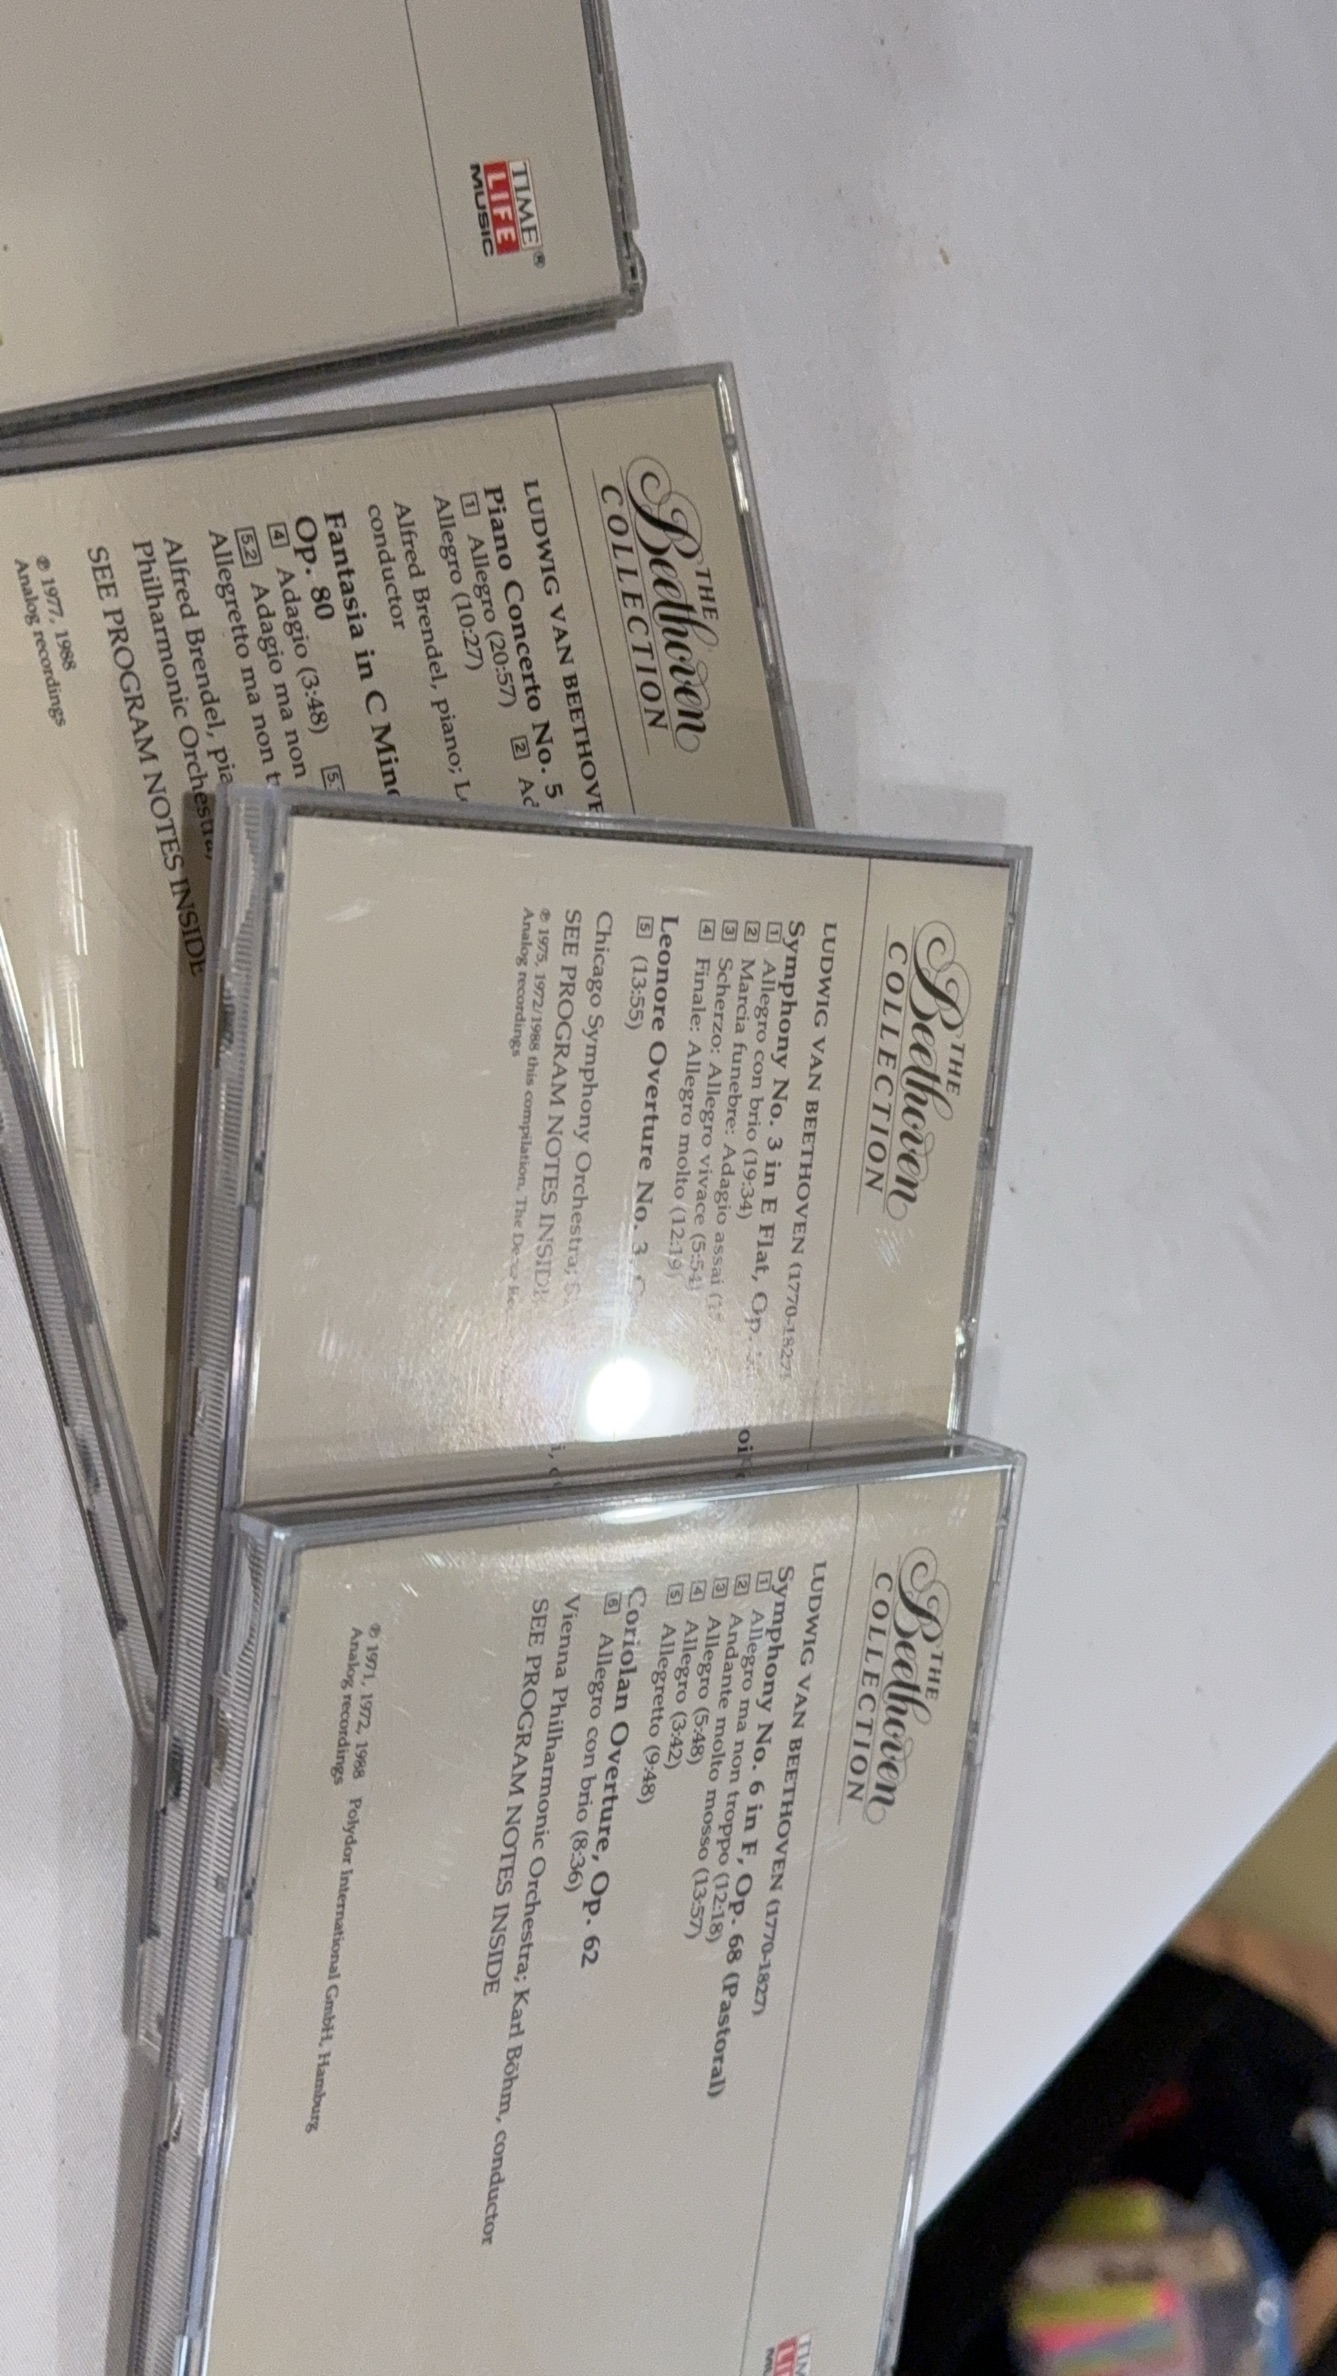 TIME
LIFE
MUSIC
THE
Beethoven
COLLECTION
LUDWIG VAN BEETHOVE
Piano Concerto No. 5
1 Allegro (20:57) 2 Ad
Allegro (10:27)
Alfred Brendel, piano;
conductor
Fantasia in C Mino
Op. 80
4 Adagio (3:48)
5.2 Adagio ma non
Allegretto ma non t
Alfred Brendel, pia
Philharmonic Orchestra,
SEE PROGRAM NOTES INSIDE
℗ 1977, 1988
Analog recordings
THE
Beethoven
COLLECTION
LUDWIG VAN BEETHOVEN (1770-1827)
Symphony No. 3 in E Flat, Op.
1 Allegro con brio (19:34)
2 Marcia funebre: Adagio assai
3 Scherzo: Allegro vivace (5:54)
4 Finale: Allegro molto (12:19)
Leonore Overture No. 3
5 (13:55)
Chicago Symphony Orchestra;
SEE PROGRAM NOTES INSIDE
℗ 1973, 1972/1988 this compilation, The
Analog recordings
THE
Beethoven
COLLECTION
LUDWIG VAN BEETHOVEN (1770-1827)
Symphony No. 6 in F, Op. 68 (Pastoral)
1 Allegro ma non troppo (12:18)
2 Andante molto mosso (13:57)
3 Allegro (5:48)
4 Allegro (3:42)
5 Allegretto (9:48)
Coriolan Overture, Op. 62
6 Allegro con brio (8:36)
Vienna Philharmonic Orchestra; Karl Böhm, conductor
SEE PROGRAM NOTES INSIDE
℗ 1971, 1972, 1988 Polydor International GmbH, Hamburg
Analog recordings